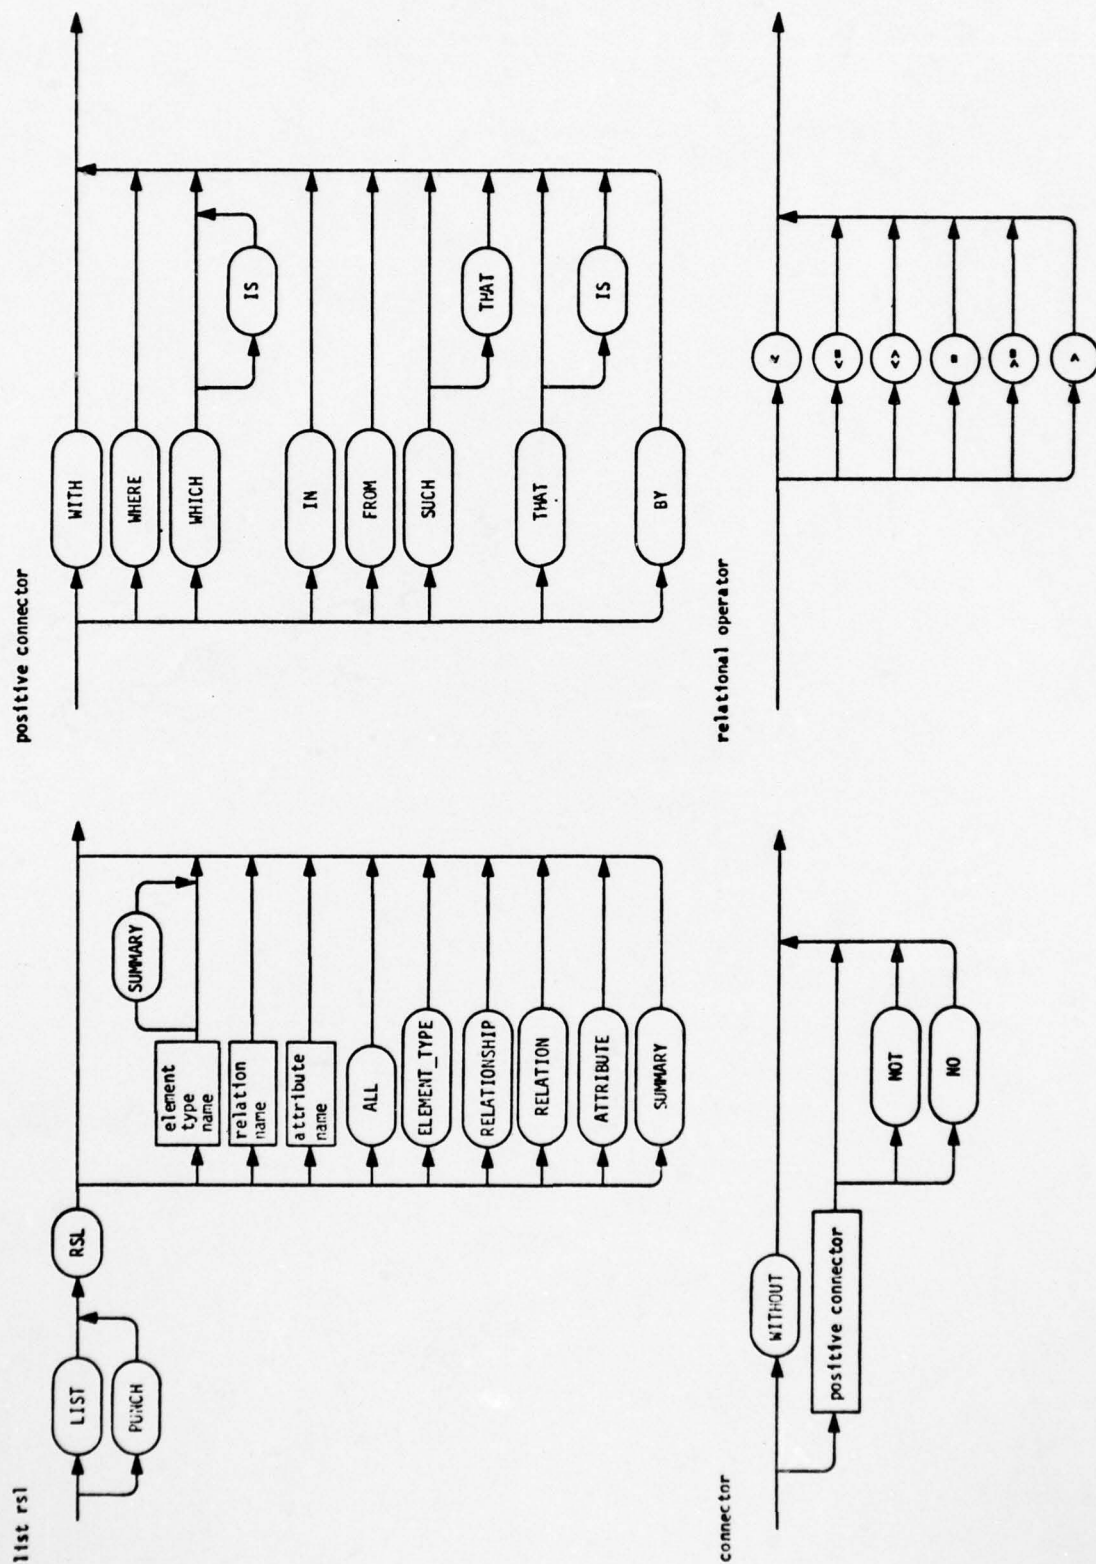 list rsl
LIST
PUNCH
RSL
element
type
name
SUMMARY
relation
name
attribute
name
ALL
ELEMENT_TYPE
RELATIONSHIP
RELATION
ATTRIBUTE
SUMMARY
positive connector
WITH
WHERE
WHICH
IS
IN
FROM
SUCH
THAT
THAT
IS
BY
connector
WITHOUT
positive connector
NOT
NO
relational operator
<
<=
<>
=
>=
>